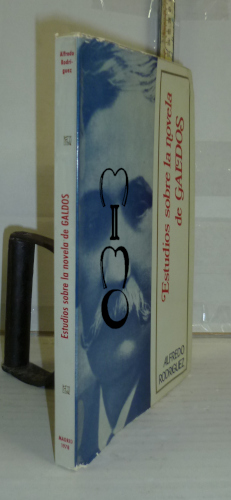 Alfredo
Rodrí-
guez
Estudios sobre la novela de GALDOS
MADRID
1978
MIMO
Estudios sobre la novela
de GALDOS
ALFREDO
RODRIGUEZ